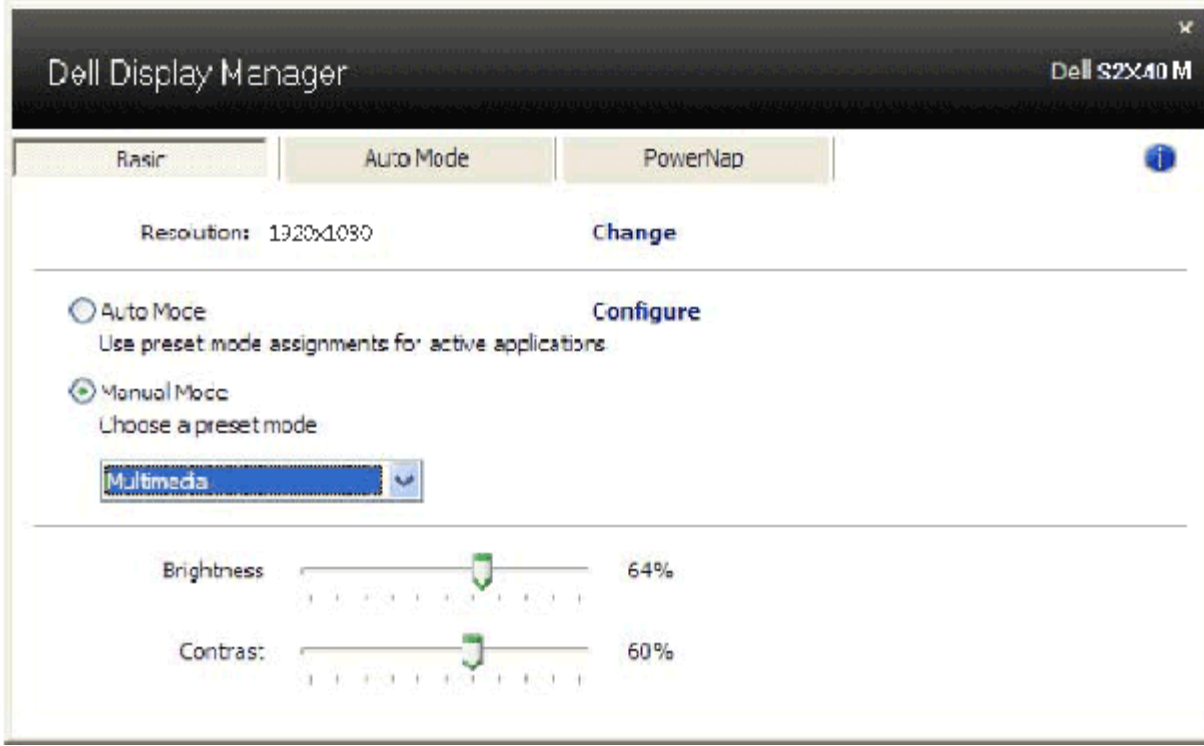 Dell Display Manager
Dell S2X40 M
Basic Auto Mode PowerNap
Resolution: 1920x1080 Change
Auto Mode Configure
Use preset mode assignments for active applications
Manual Mode
Choose a preset mode
Multimedia
Brightness 64%
Contrast 60%